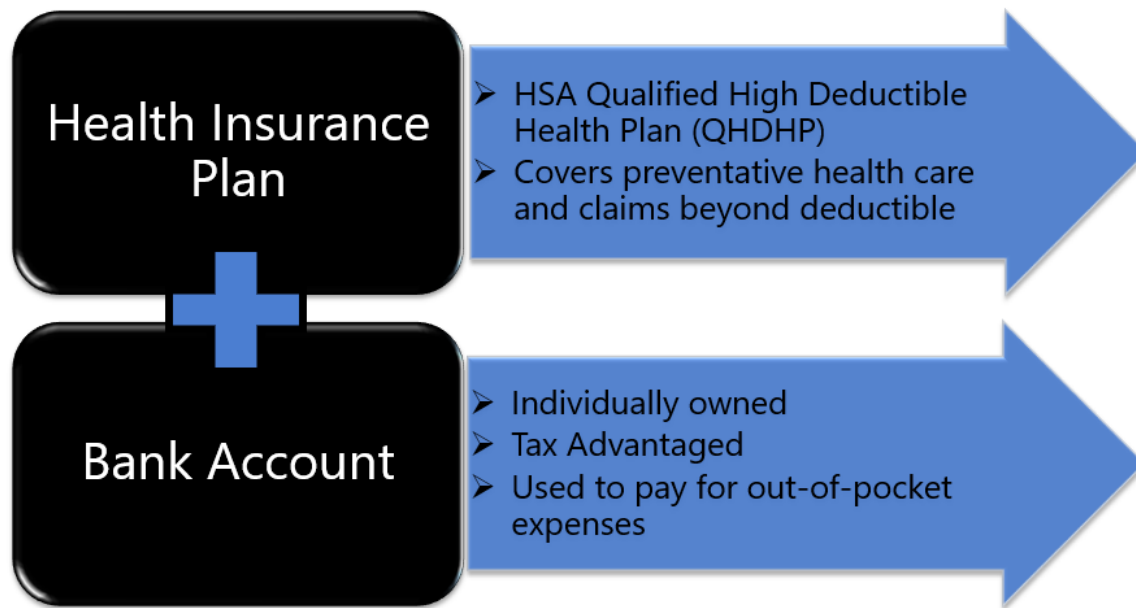 Health Insurance
Plan
➢ HSA Qualified High Deductible
Health Plan (QHDHP)
➢ Covers preventative health care
and claims beyond deductible
Bank Account
➢ Individually owned
➢ Tax Advantaged
➢ Used to pay for out-of-pocket
expenses